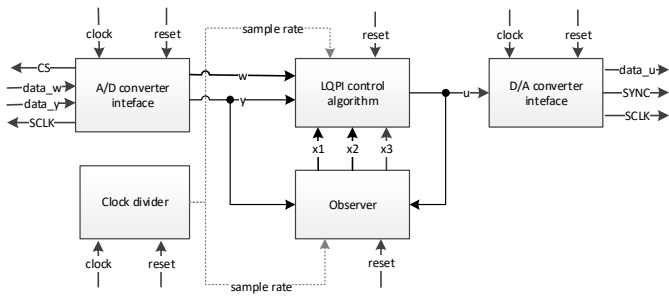 clock
reset
sample rate
reset
clock
reset
CS
data_w
data_y
SCLK
A/D converter
inteface
w
y
LQPI control
algorithm
u
D/A converter
inteface
data_u
SYNC
SCLK
x1
x2
x3
Clock divider
Observer
clock
reset
sample rate
reset